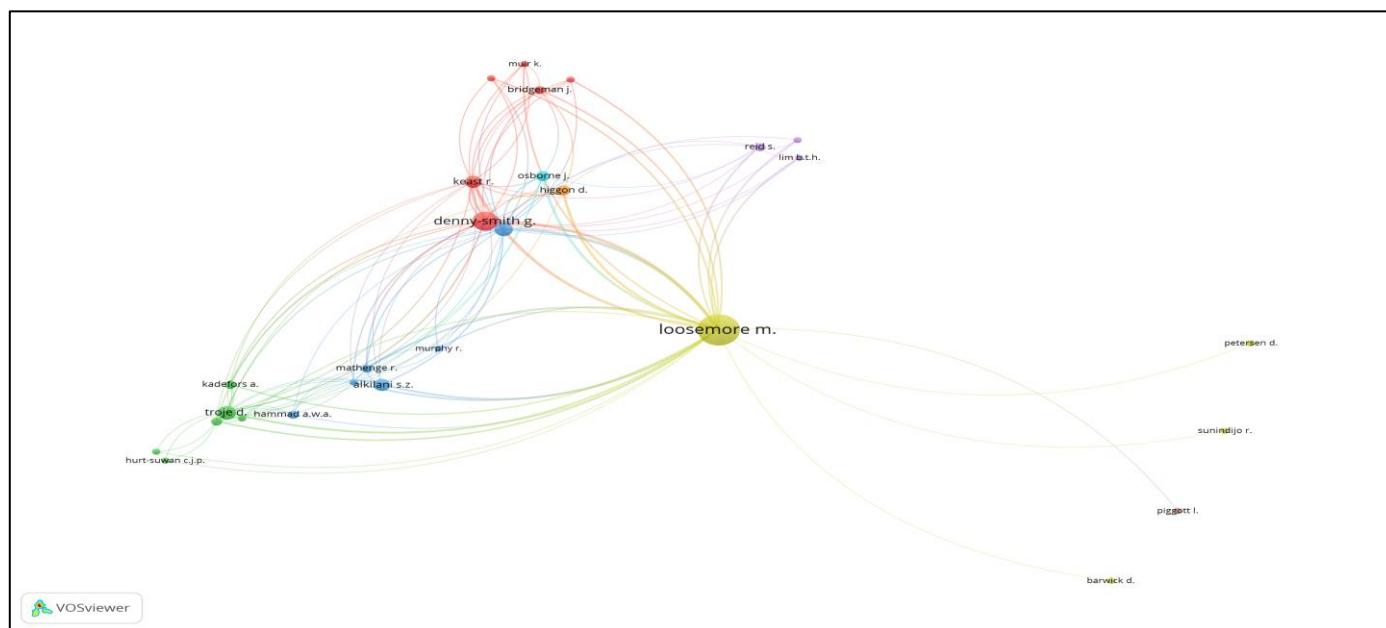 muir k.
bridgeman j.
reid s.
lim b.t.h.
keast r.
osborne j.
higgon d.
denny-smith g.
loosemore m.
petersen d.
murphy r.
mathenge r.
kadefors a.
alkilani s.z.
troje d.
hammad a.w.a.
sunindijo r.
hurt-suwan c.j.p.
piggott l.
barwick d.
VOSviewer